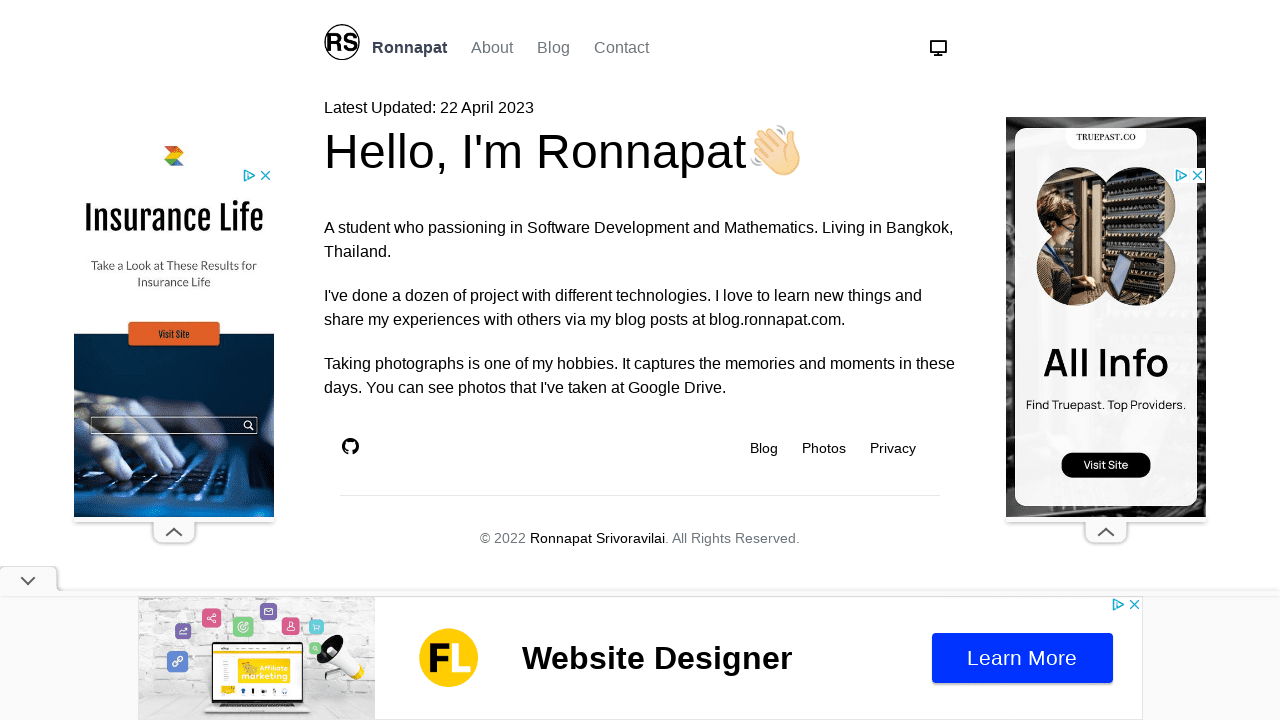 RS Ronnapat About Blog Contact
Latest Updated: 22 April 2023
Hello, I'm Ronnapat
A student who passioning in Software Development and Mathematics. Living in Bangkok,
Thailand.
I've done a dozen of project with different technologies. I love to learn new things and
share my experiences with others via my blog posts at blog.ronnapat.com.
Taking photographs is one of my hobbies. It captures the memories and moments in these
days. You can see photos that I've taken at Google Drive.
Blog Photos Privacy
© 2022 Ronnapat Srivoravilai. All Rights Reserved.
Insurance Life
Take a Look at These Results for
Insurance Life
Visit Site
TRUEPAST.CO
All Info
Find Truepast. Top Providers.
Visit Site
Affiliate
marketing
FL
Website Designer
Learn More